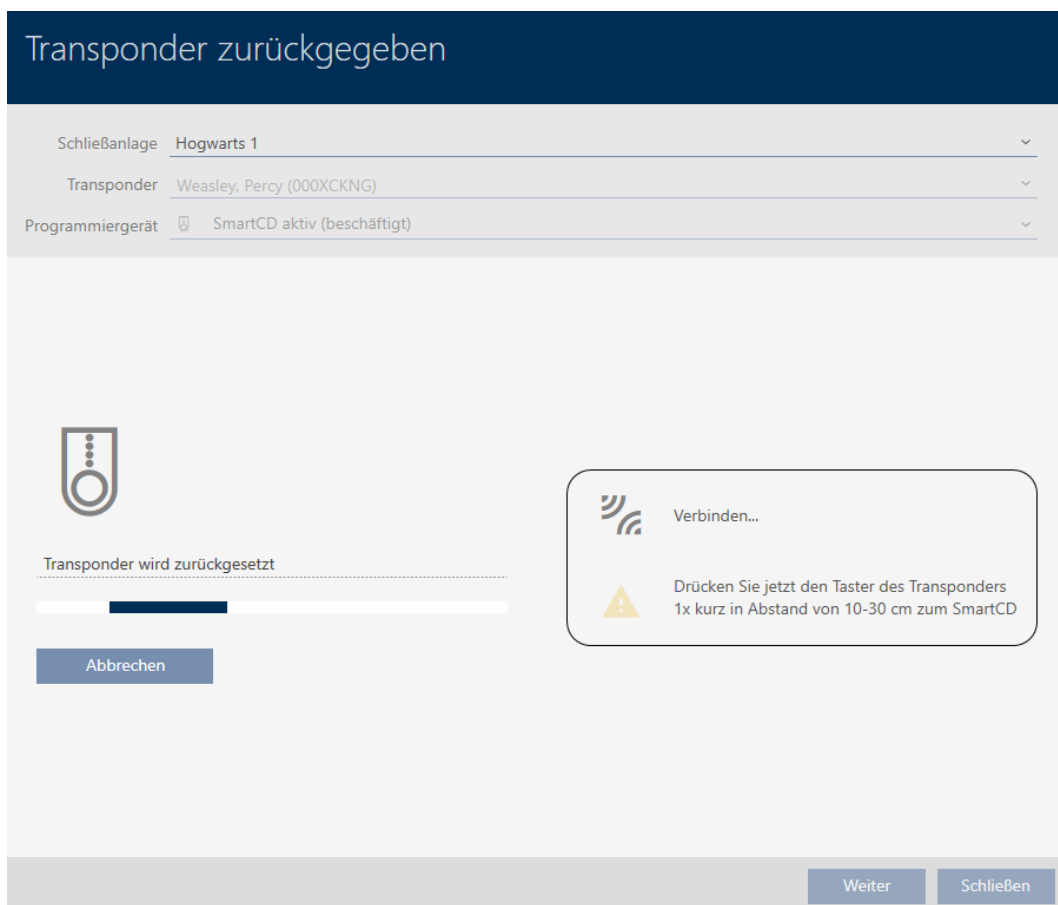 Transponder zurückgegeben
Schließanlage Hogwarts 1
Transponder Weasley, Percy (000XCKNG)
Programmiergerät SmartCD aktiv (beschäftigt)
Verbinden...
Transponder wird zurückgesetzt
Drücken Sie jetzt den Taster des Transponders
1x kurz in Abstand von 10-30 cm zum SmartCD
Abbrechen
Weiter Schließen